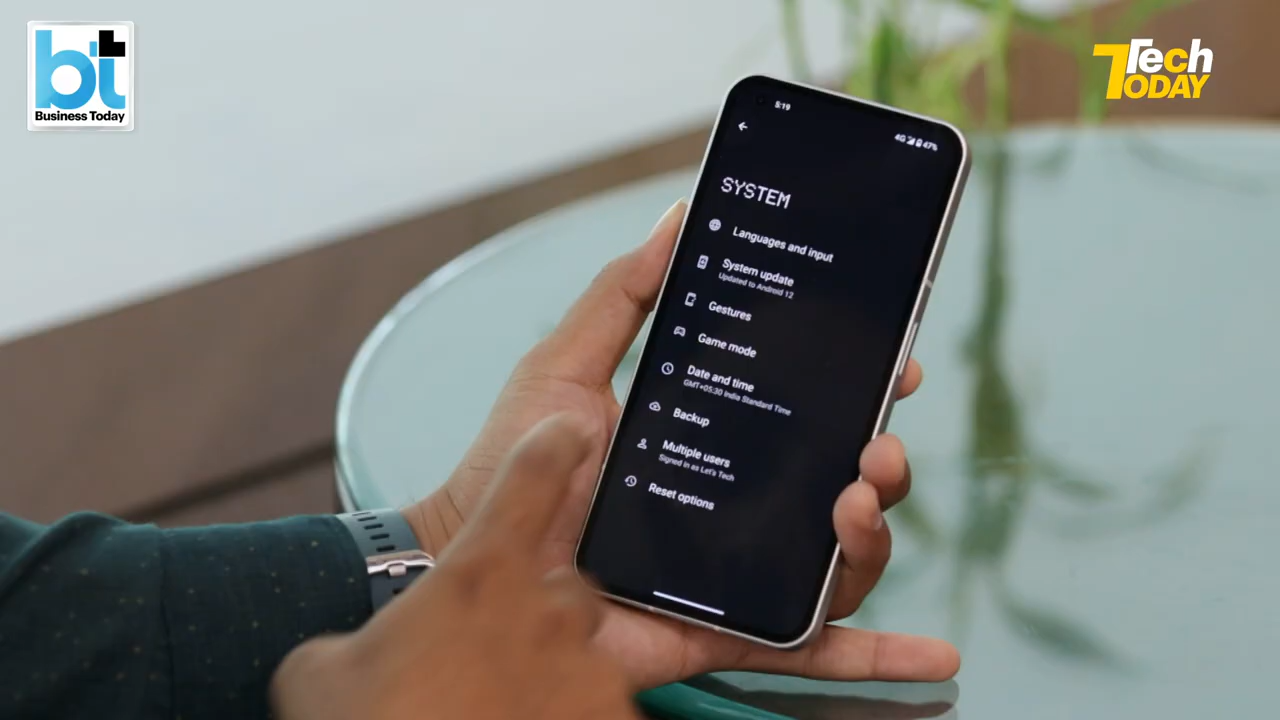 bt
Business Today
Tech
TODAY
5:19
4G 47%
SYSTEM
Languages and input
System update
Updated to Android 12
Gestures
Game mode
Date and time
GMT+05:30 India Standard Time
Backup
Multiple users
Signed in as Let's Tech
Reset options